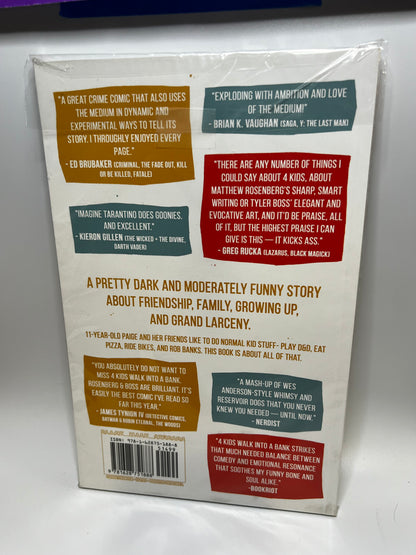 "A GREAT CRIME COMIC THAT ALSO USES
THE MEDIUM IN DYNAMIC AND
EXPERIMENTAL WAYS TO TELL ITS
STORY. I THROUGHLY ENJOYED EVERY
PAGE."
- ED BRUBAKER (CRIMINAL, THE FADE OUT, KILL
OR BE KILLED, FATALE)
"EXPLODING WITH AMBITION AND LOVE
OF THE MEDIUM!"
- BRIAN K. VAUGHAN (SAGA, Y: THE LAST MAN)
"THERE ARE ANY NUMBER OF THINGS I
COULD SAY ABOUT 4 KIDS, ABOUT
MATTHEW ROSENBERG'S SHARP, SMART
WRITING OR TYLER BOSS' ELEGANT AND
EVOCATIVE ART, AND IT'D BE PRAISE, ALL
OF IT, BUT THE HIGHEST PRAISE I CAN
GIVE IS THIS — IT KICKS ASS."
- GREG RUCKA (LAZARUS, BLACK MAGICK)
"IMAGINE TARANTINO DOES GOONIES.
AND EXCELLENT."
- KIERON GILLEN (THE WICKED + THE DIVINE,
DARTH VADER)
A PRETTY DARK AND MODERATELY FUNNY STORY
ABOUT FRIENDSHIP, FAMILY, GROWING UP,
AND GRAND LARCENY.
11-YEAR-OLD PAIGE AND HER FRIENDS LIKE TO DO NORMAL KID STUFF- PLAY D&D, EAT
PIZZA, RIDE BIKES, AND ROB BANKS. THIS BOOK IS ABOUT ALL OF THAT.
"YOU ABSOLUTELY DO NOT WANT
TO MISS 4 KIDS WALK INTO A BANK.
ROSENBERG & BOSS ARE BRILLIANT. IT'S
EASILY THE BEST COMIC I'VE READ SO
FAR THIS YEAR."
- JAMES TYNION IV (DETECTIVE COMICS,
BATMAN & ROBIN ETERNAL, THE WOODS)
"A MASH-UP OF WES
ANDERSON-STYLE WHIMSY AND
RESERVOIR DOGS THAT YOU NEVER
KNEW YOU NEEDED — UNTIL NOW."
- NERDIST
"4 KIDS WALK INTO A BANK STRIKES
THAT MUCH NEEDED BALANCE BETWEEN
COMEDY AND EMOTIONAL RESONANCE
THAT SOOTHES MY FUNNY BONE AND
SOUL ALIKE."
-BOOKRIOT
ISBN: 978-1-62875-188-8
51499